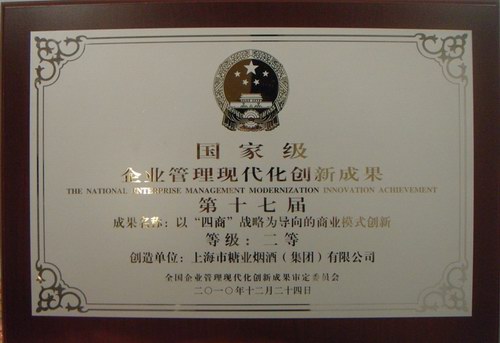 国家级
企业管理现代化创新成果
THE NATIONAL ENTERPRISE MANAGEMENT MODERNIZATION INNOVATION ACHIEVEMENT
第十七届
成果名称：以“四商”战略为导向的商业模式创新
等级：二等
创造单位：上海市糖业烟酒（集团）有限公司
全国企业管理现代化创新成果审定委员会
二〇一〇年十二月二十四日